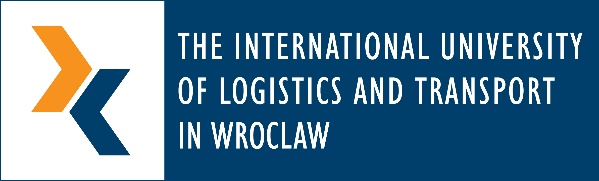 THE INTERNATIONAL UNIVERSITY
OF LOGISTICS AND TRANSPORT
IN WROCLAW